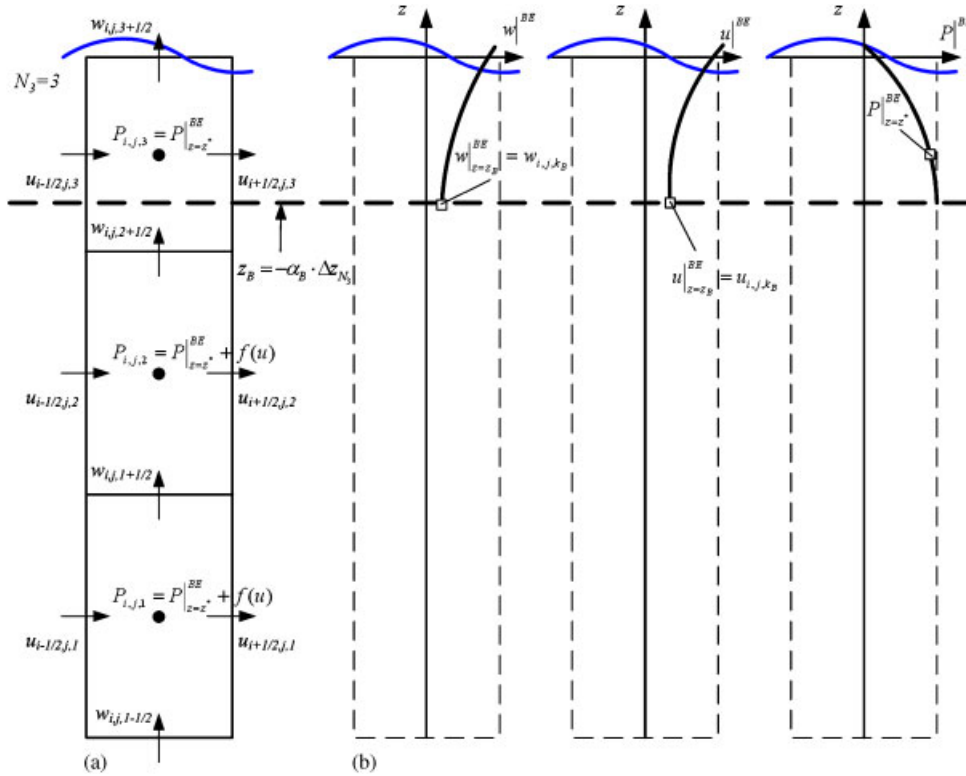 w_{i,j,3+1/2}
N_3=3
P_{i,j,3} = P|^{BE}_{z=z^*}
u_{i-1/2,j,3}
u_{i+1/2,j,3}
w_{i,j,2+1/2}
z_B = -α_B · Δz_{N_3}
P_{i,j,2} = P|^{BE}_{z=z^*} + f(u)
u_{i-1/2,j,2}
u_{i+1/2,j,2}
w_{i,j,1+1/2}
P_{i,j,1} = P|^{BE}_{z=z^*} + f(u)
u_{i-1/2,j,1}
u_{i+1/2,j,1}
w_{i,j,1-1/2}
(a)
z
w|^{BE}
w|^{BE}_{z=z_B} = w_{i,j,k_B}
(b)
z
u|^{BE}
u|^{BE}_{z=z_B} = u_{i,j,k_B}
z
P|^{BE}
P|^{BE}_{z=z^*}